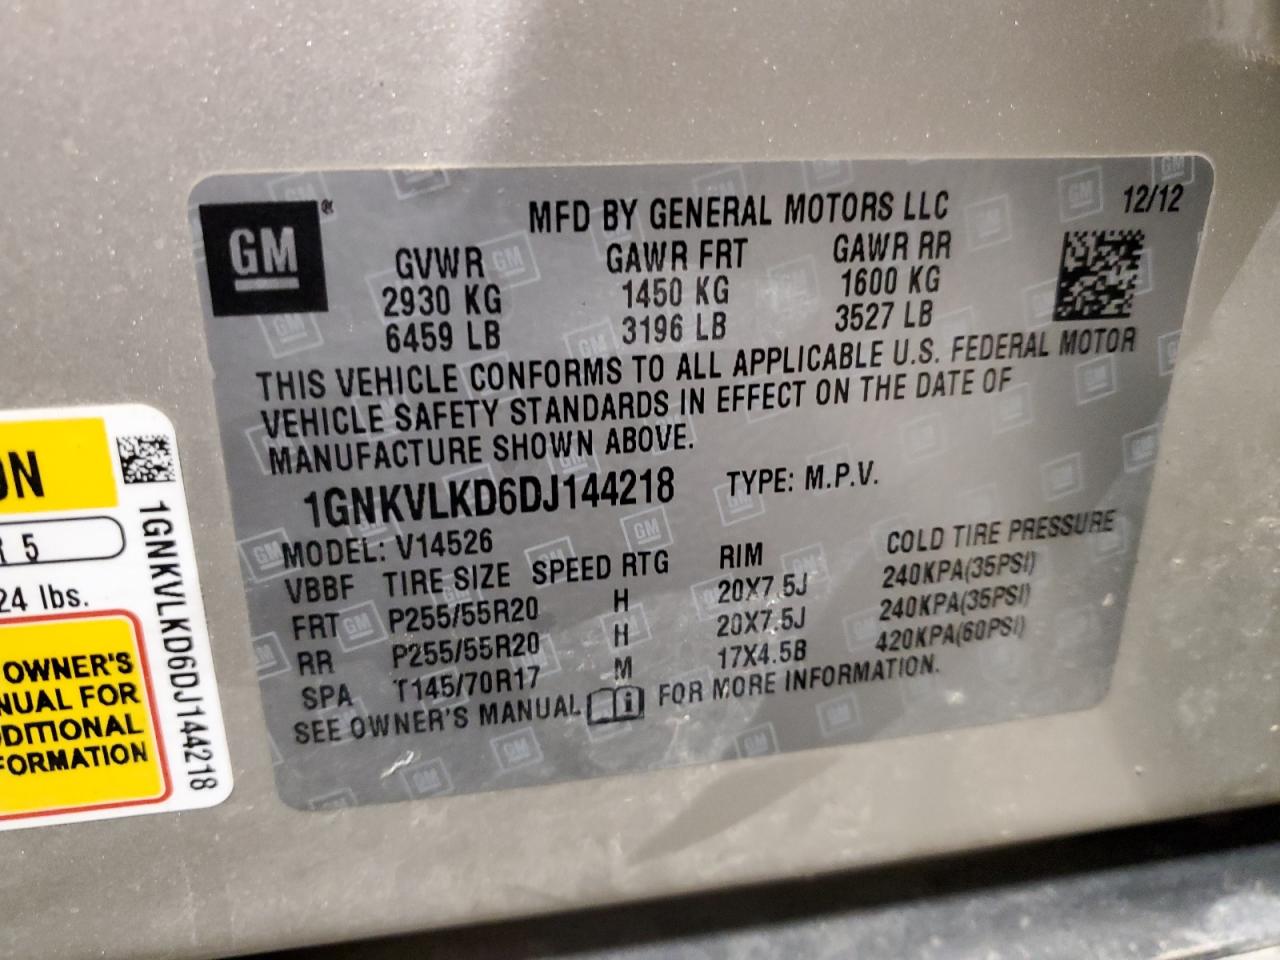 GM®
MFD BY GENERAL MOTORS LLC
12/12
GVWR GAWR FRT GAWR RR
2930 KG 1450 KG 1600 KG
6459 LB 3196 LB 3527 LB
THIS VEHICLE CONFORMS TO ALL APPLICABLE U.S. FEDERAL MOTOR
VEHICLE SAFETY STANDARDS IN EFFECT ON THE DATE OF
MANUFACTURE SHOWN ABOVE.
1GNKVLKD6DJ144218 TYPE: M.P.V.
MODEL: V14526
VBBF TIRE SIZE SPEED RTG RIM COLD TIRE PRESSURE
FRT P255/55R20 H 20X7.5J 240KPA(35PSI)
RR P255/55R20 H 20X7.5J 240KPA(35PSI)
SPA T145/70R17 M 17X4.5B 420KPA(60PSI)
SEE OWNER'S MANUAL FOR MORE INFORMATION.
ON
R 5
24 lbs.
OWNER'S
NUAL FOR
DDITIONAL
FORMATION
1GNKVLKD6DJ144218